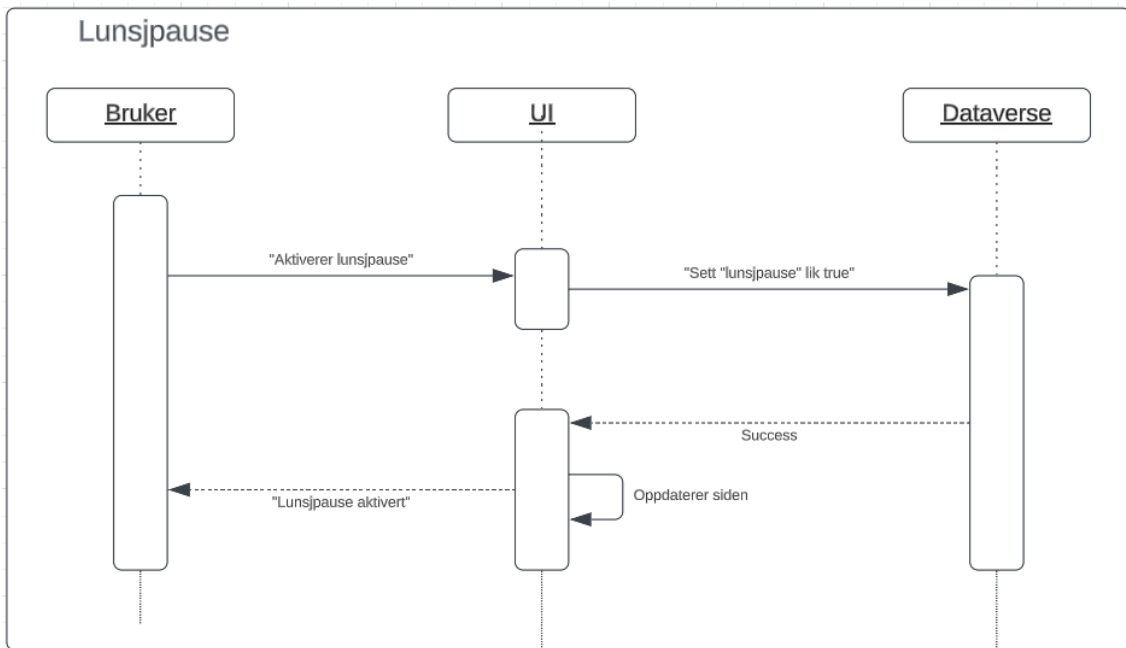 Lunsjpause
Bruker
UI
Dataverse
"Aktiverer lunsjpause"
"Sett "lunsjpause" lik true"
Success
"Lunsjpause aktivert"
Oppdaterer siden